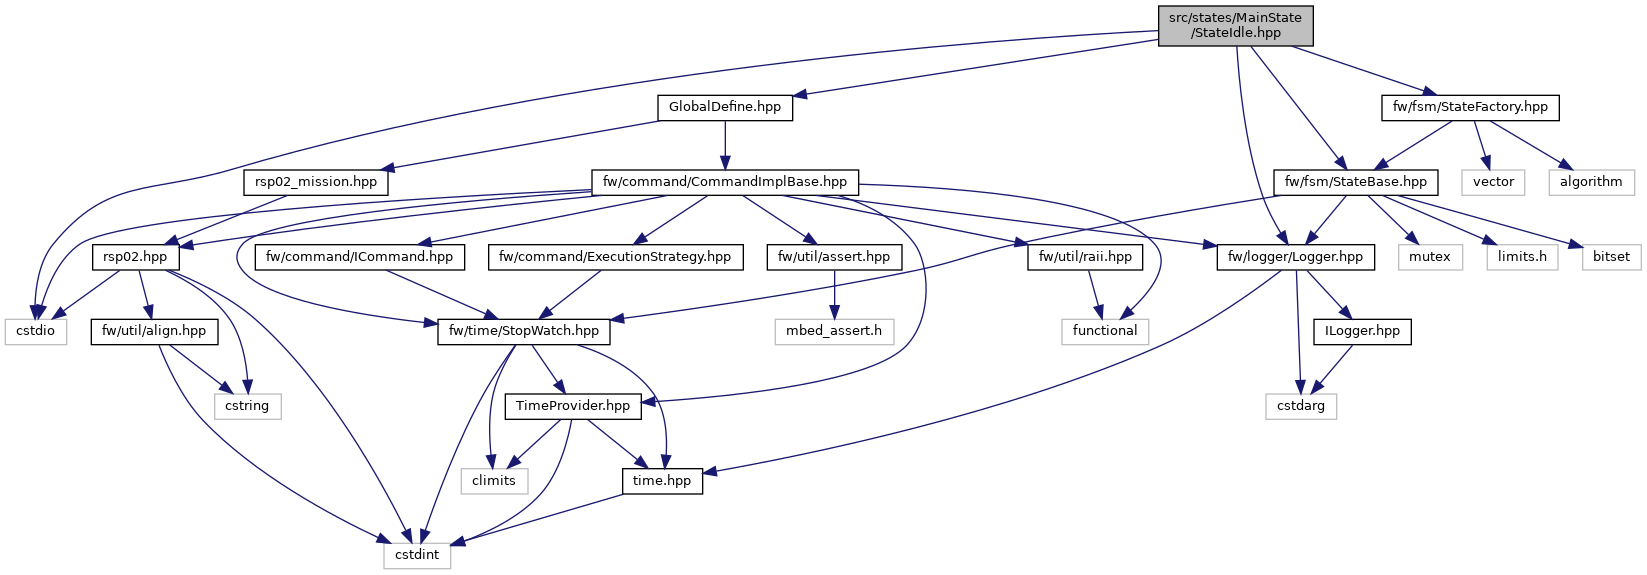 src/states/MainState
/StateIdle.hpp
GlobalDefine.hpp
fw/fsm/StateFactory.hpp
rsp02_mission.hpp
fw/command/CommandImplBase.hpp
fw/fsm/StateBase.hpp
vector
algorithm
rsp02.hpp
fw/command/ICommand.hpp
fw/command/ExecutionStrategy.hpp
fw/util/assert.hpp
fw/util/raii.hpp
fw/logger/Logger.hpp
mutex
limits.h
bitset
cstdio
fw/util/align.hpp
fw/time/StopWatch.hpp
mbed_assert.h
functional
ILogger.hpp
cstring
TimeProvider.hpp
cstdarg
climits
time.hpp
cstdint